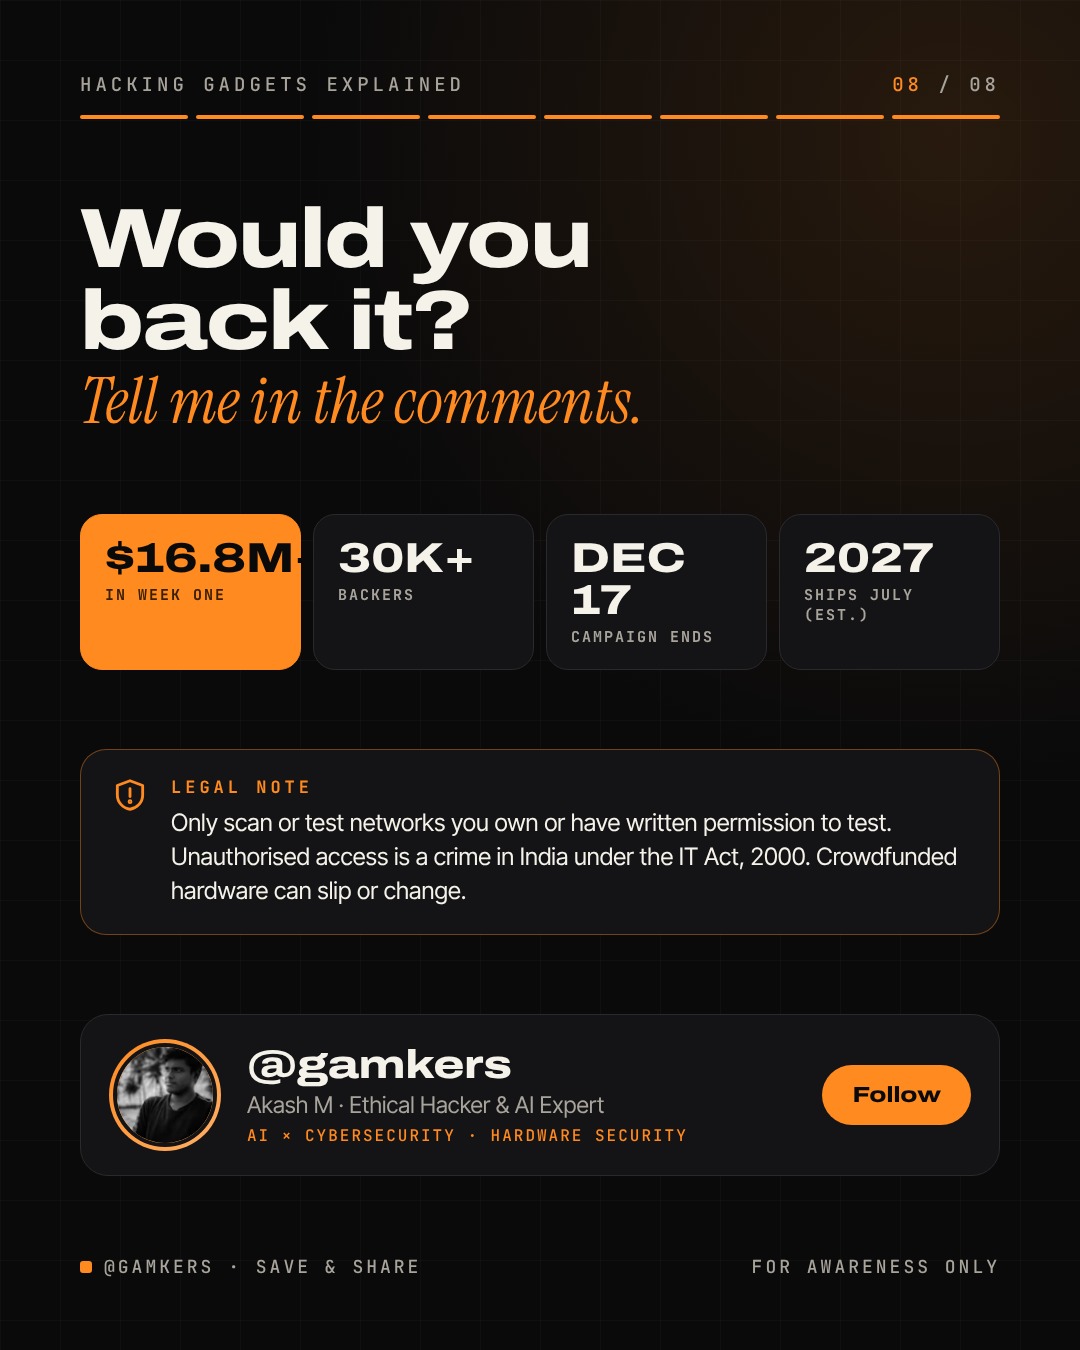 HACKING GADGETS EXPLAINED
08 / 08
Would you
back it?
Tell me in the comments.
$16.8M+
IN WEEK ONE
30K+
BACKERS
DEC
17
CAMPAIGN ENDS
2027
SHIPS JULY
(EST.)
LEGAL NOTE
Only scan or test networks you own or have written permission to test.
Unauthorised access is a crime in India under the IT Act, 2000. Crowdfunded
hardware can slip or change.
@gamkers
Akash M · Ethical Hacker & AI Expert
AI × CYBERSECURITY · HARDWARE SECURITY
Follow
@GAMKERS · SAVE & SHARE
FOR AWARENESS ONLY